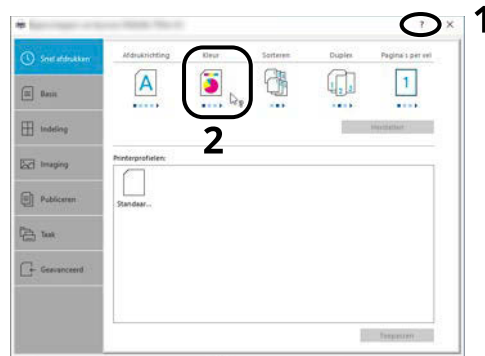 ? × 1
Snel afdrukken
Afdrukrichting Kleur Sorteren Duplex Pagina's per vel
A 1
Basis
2
Indeling
Herstellen
Printerprofielen:
Imaging
Standaar...
Publiceren
Taak
Geavanceerd
Toepassen